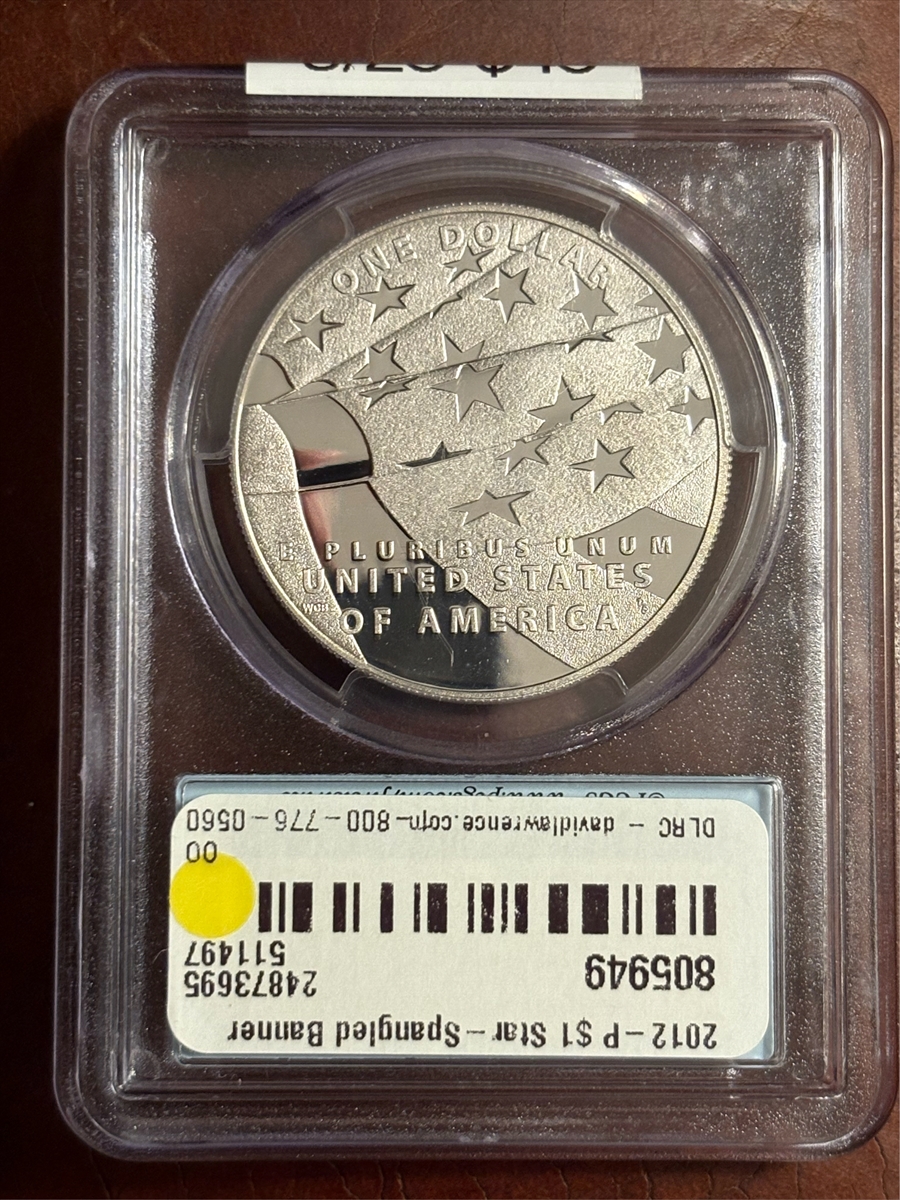 ONE DOLLAR
E PLURIBUS UNUM
UNITED STATES
OF AMERICA
2012-P $1 Star-Spangled Banner
805949
24873695
511497
00
DLRC - davidlawrence.com-800-776-0560